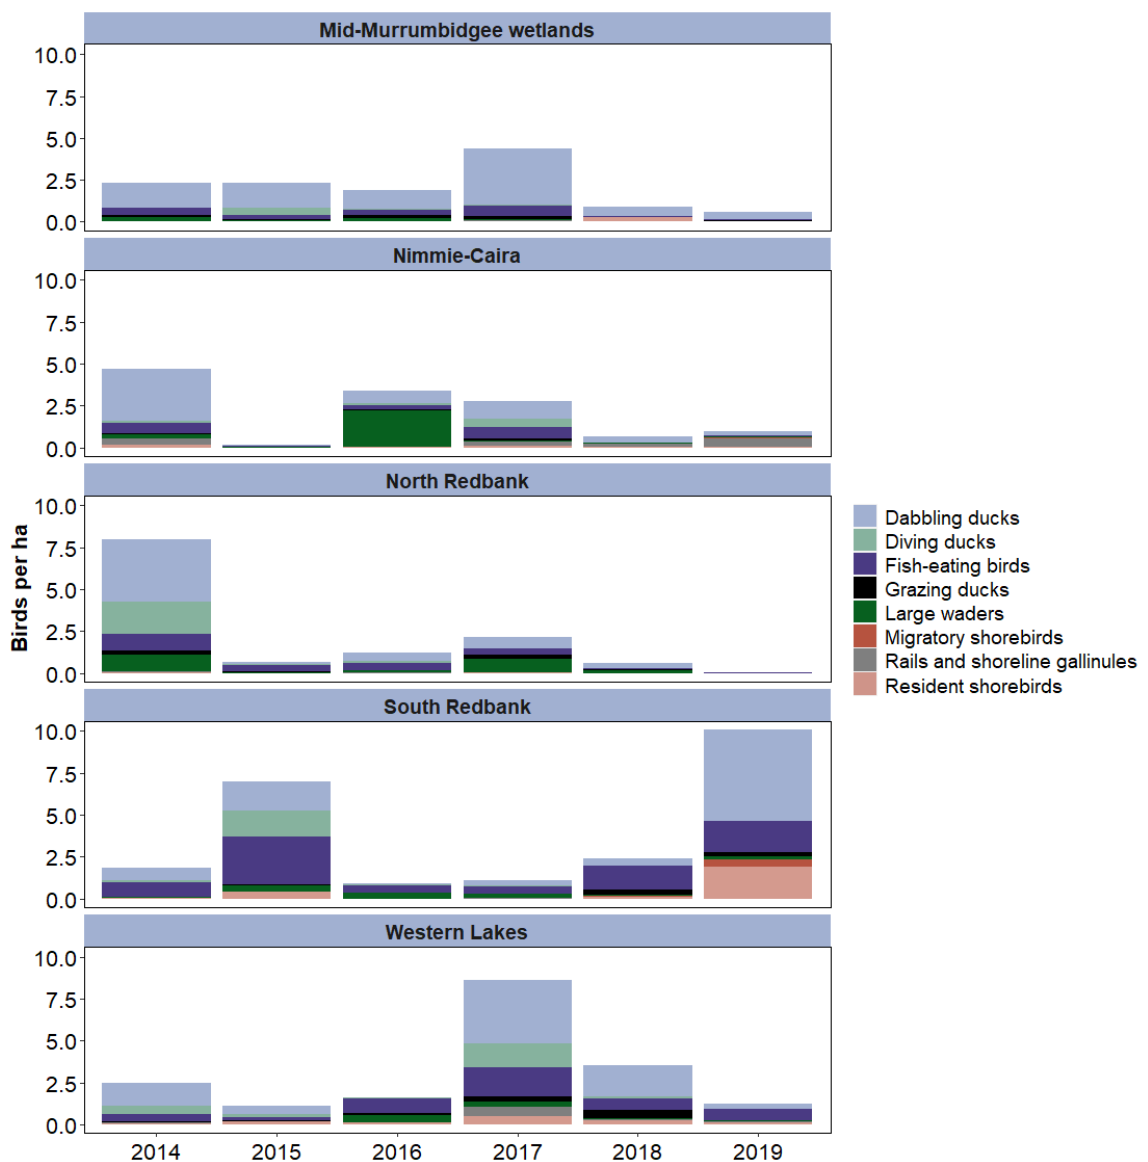 Mid-Murrumbidgee wetlands
10.0
7.5
5.0
2.5
0.0
Nimmie-Caira
10.0
7.5
5.0
2.5
0.0
North Redbank
10.0
7.5
5.0
2.5
0.0
South Redbank
10.0
7.5
5.0
2.5
0.0
Western Lakes
10.0
7.5
5.0
2.5
0.0
2014 2015 2016 2017 2018 2019
Birds per ha
Dabbling ducks
Diving ducks
Fish-eating birds
Grazing ducks
Large waders
Migratory shorebirds
Rails and shoreline gallinules
Resident shorebirds